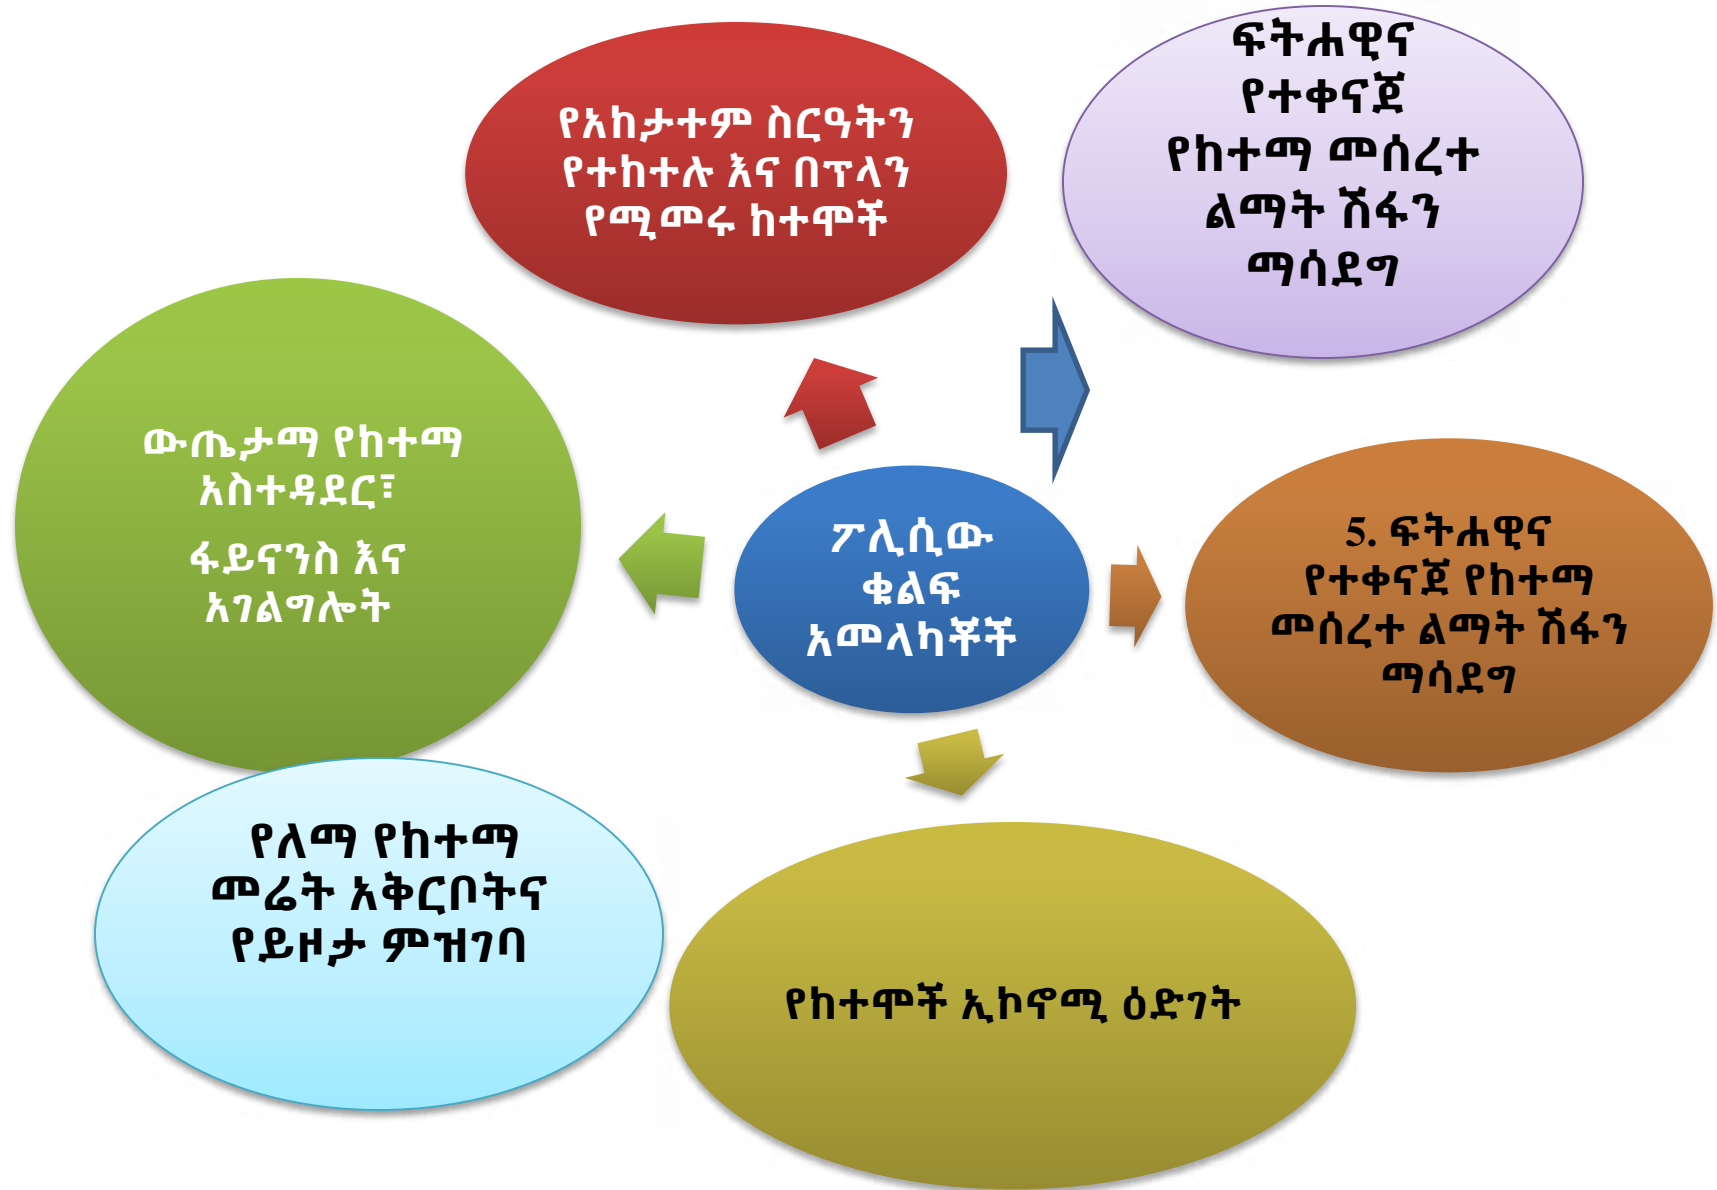 የአከታተም ስርዓትን
የተከተሉ እና በፕላን
የሚመሩ ከተሞች
ፍትሐዊና
የተቀናጀ
የከተማ መሰረተ
ልማት ሽፋን
ማሳደግ
ውጤታማ የከተማ
አስተዳደር፣
ፋይናንስ እና
አገልግሎት
ፖሊሲው
ቁልፍ
አመላካቾች
5. ፍትሐዊና
የተቀናጀ የከተማ
መሰረተ ልማት ሽፋን
ማሳደግ
የለማ የከተማ
መሬት አቅርቦትና
የይዞታ ምዝገባ
የከተሞች ኢኮኖሚ ዕድገት